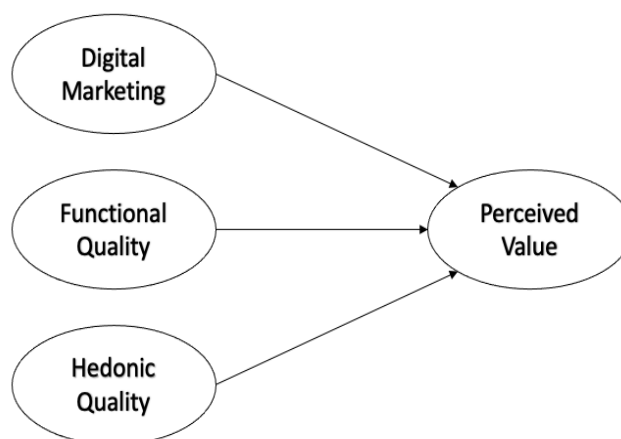 Digital
Marketing
Functional
Quality
Perceived
Value
Hedonic
Quality